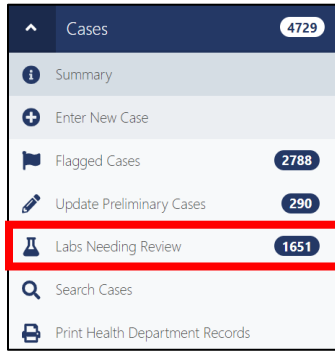 Cases 4729
Summary
Enter New Case
Flagged Cases 2788
Update Preliminary Cases 290
Labs Needing Review 1651
Search Cases
Print Health Department Records